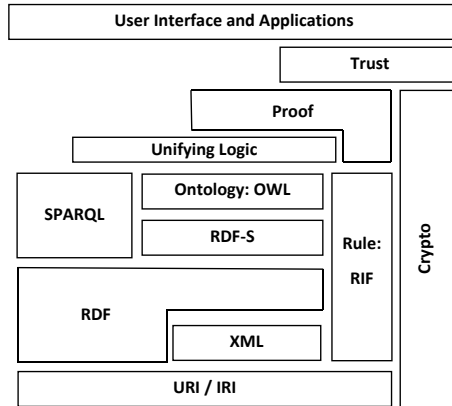 User Interface and Applications
Trust
Proof
Unifying Logic
Ontology: OWL
SPARQL
RDF-S
Rule:
RIF
Crypto
RDF
XML
URI / IRI